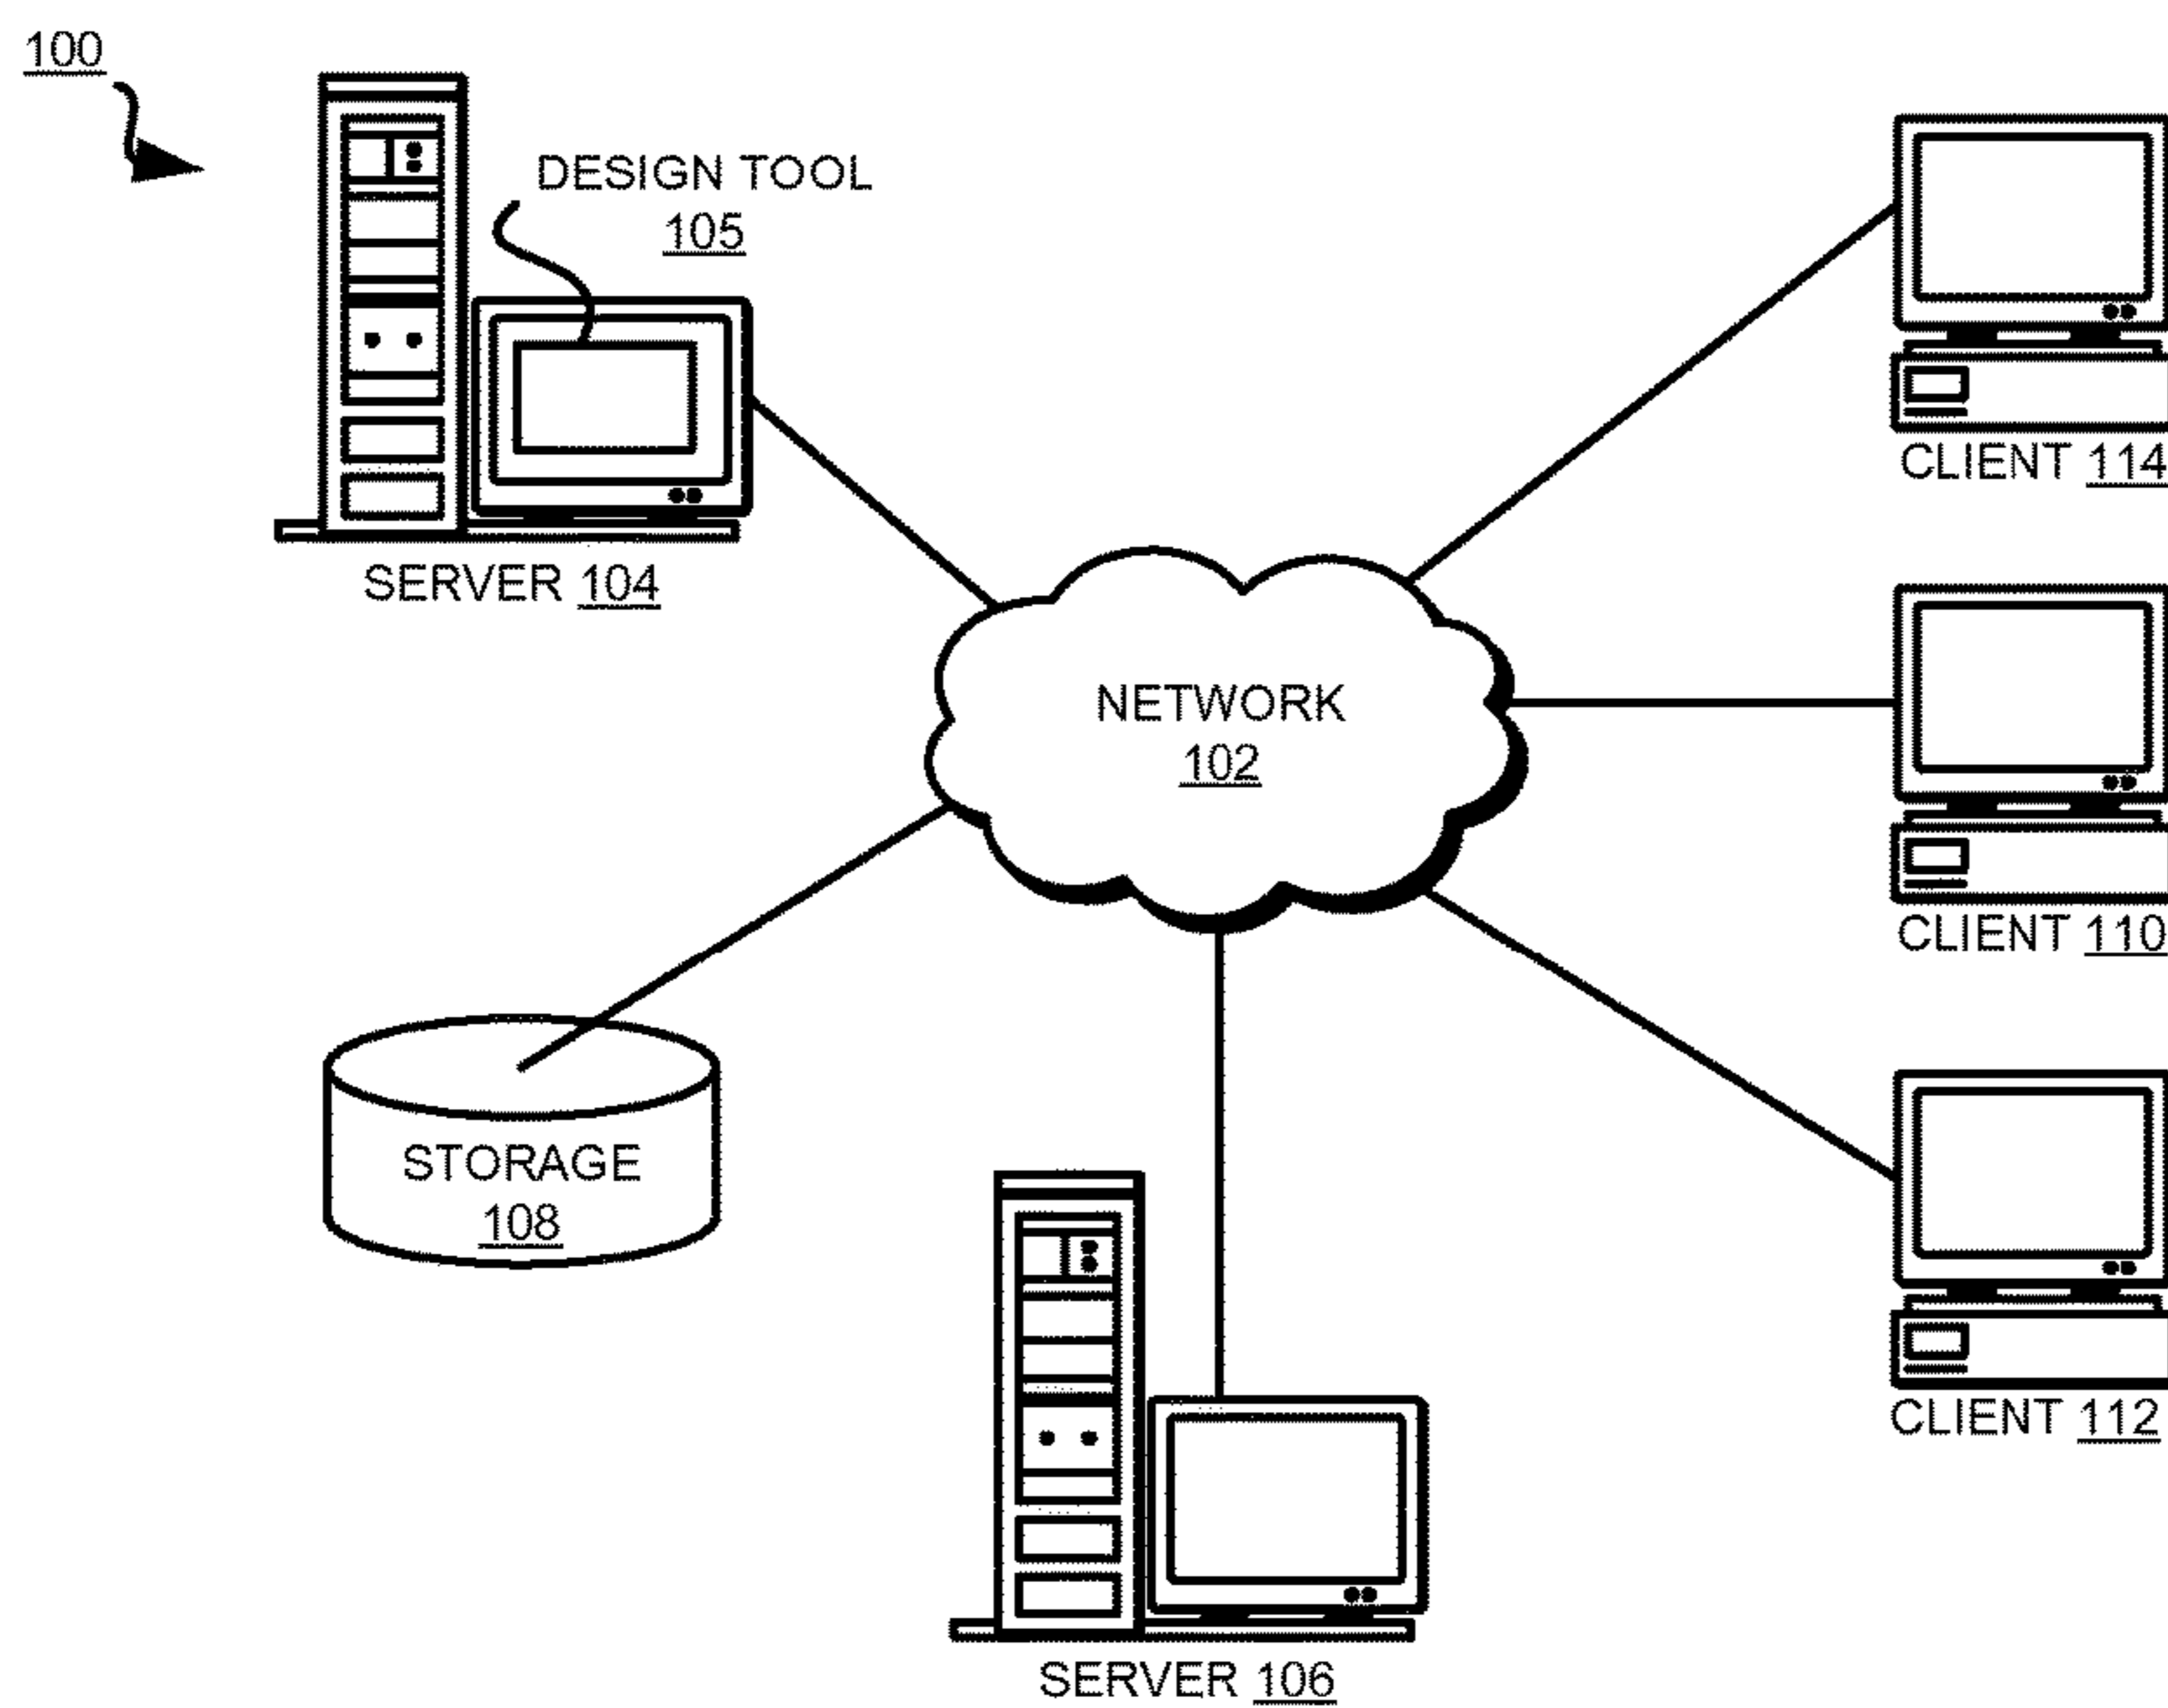 100
DESIGN TOOL
105
SERVER 104
CLIENT 114
NETWORK
102
CLIENT 110
STORAGE
108
CLIENT 112
SERVER 106